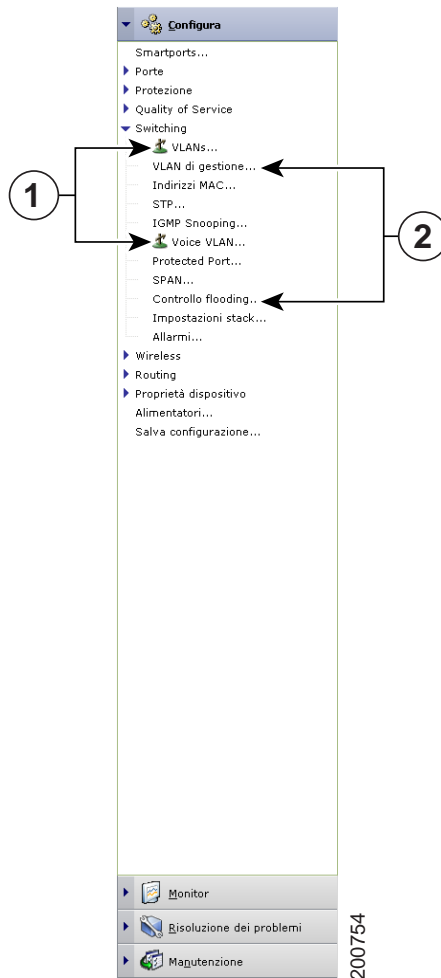 Configura
Smartports...
Porte
Protezione
Quality of Service
Switching
VLANs...
VLAN di gestione...
Indirizzi MAC...
STP...
IGMP Snooping...
Voice VLAN...
Protected Port...
SPAN...
Controllo flooding..
Impostazioni stack...
Allarmi...
Wireless
Routing
Proprietà dispositivo
Alimentatori...
Salva configurazione...
1
2
Monitor
Risoluzione dei problemi
Manutenzione
200754